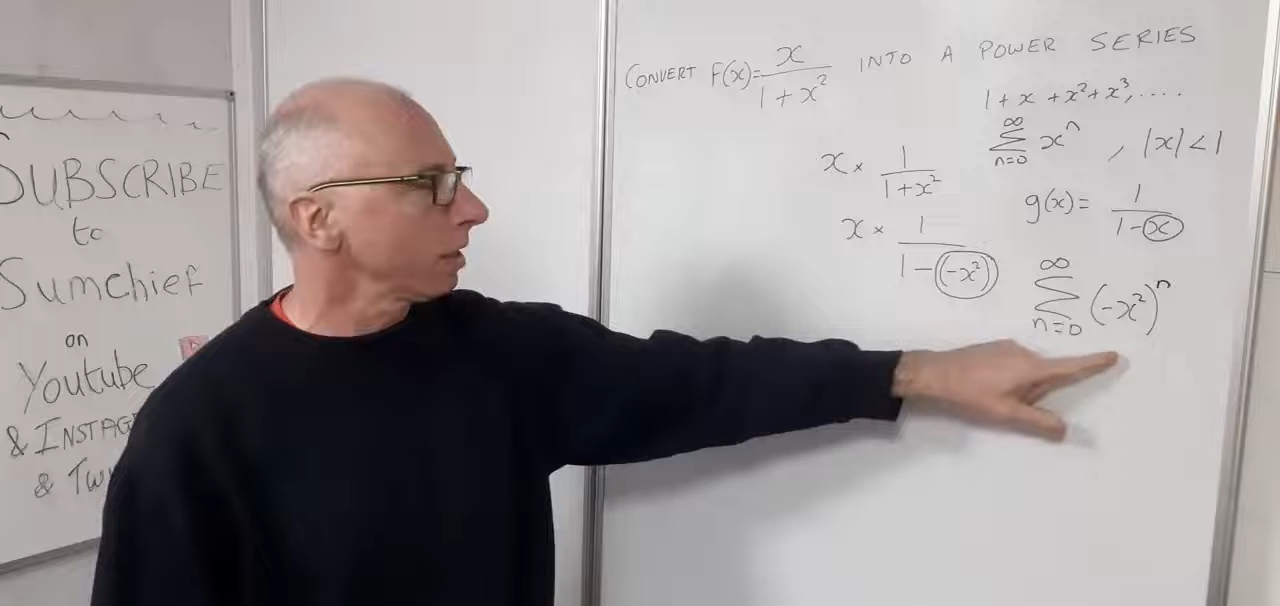 SUBSCRIBE
to
Sumchief
on
Youtube
& INSTAG
& TW
CONVERT F(x)=x/(1+x²) INTO A POWER SERIES
1+x+x²+x³,....
∞ Σ n=0 xⁿ , |x|<1
x × 1/(1+x²)
g(x)= 1/(1-x)
x × 1/(1-(-x²))
∞ Σ n=0 (-x²)ⁿ